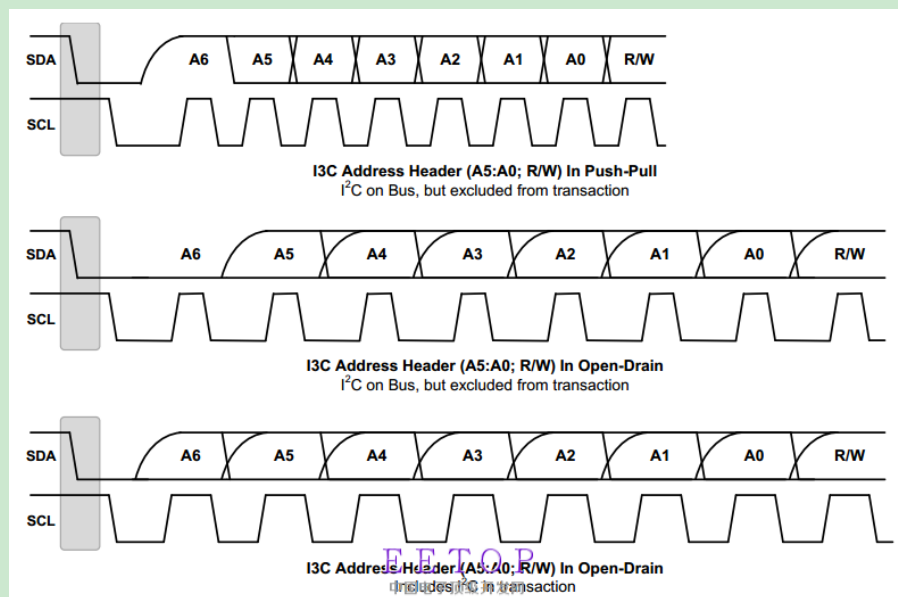 SDA A6 A5 A4 A3 A2 A1 A0 R/W
SCL
I3C Address Header (A5:A0; R/W) In Push-Pull
I²C on Bus, but excluded from transaction
SDA A6 A5 A4 A3 A2 A1 A0 R/W
SCL
I3C Address Header (A5:A0; R/W) In Open-Drain
I²C on Bus, but excluded from transaction
SDA A6 A5 A4 A3 A2 A1 A0 R/W
SCL
EETOP
I3C Address Header (A5:A0; R/W) In Open-Drain
Includes I²C in transaction